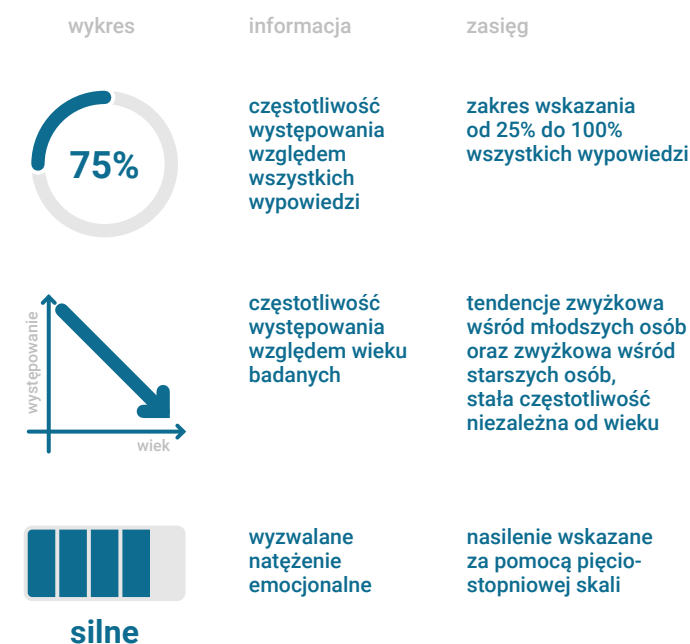 wykres
informacja
zasięg
75%
częstotliwość
występowania
względem
wszystkich
wypowiedzi
zakres wskazania
od 25% do 100%
wszystkich wypowiedzi
występowanie
wiek
częstotliwość
występowania
względem wieku
badanych
tendencje zwyżkowa
wśród młodszych osób
oraz zwyżkowa wśród
starszych osób,
stała częstotliwość
niezależna od wieku
silne
wyzwalane
natężenie
emocjonalne
nasilenie wskazane
za pomocą pięcio-
stopniowej skali